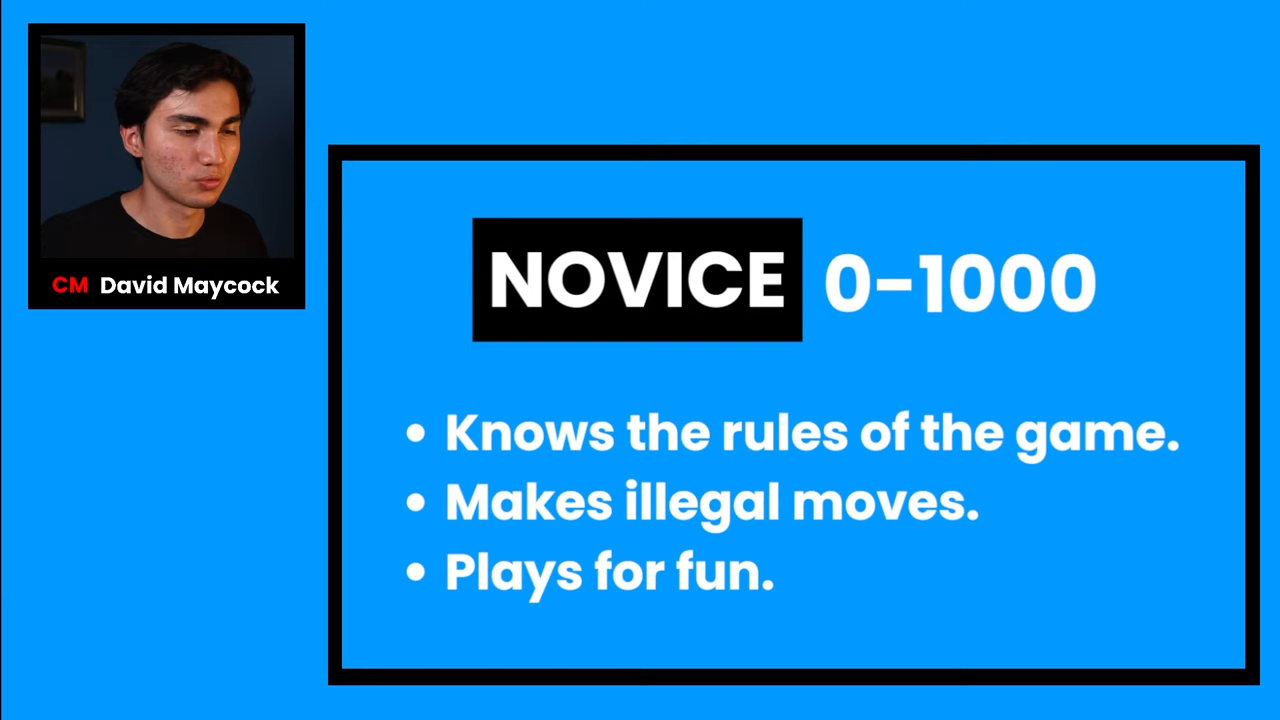 CM David Maycock
NOVICE 0-1000
• Knows the rules of the game.
• Makes illegal moves.
• Plays for fun.